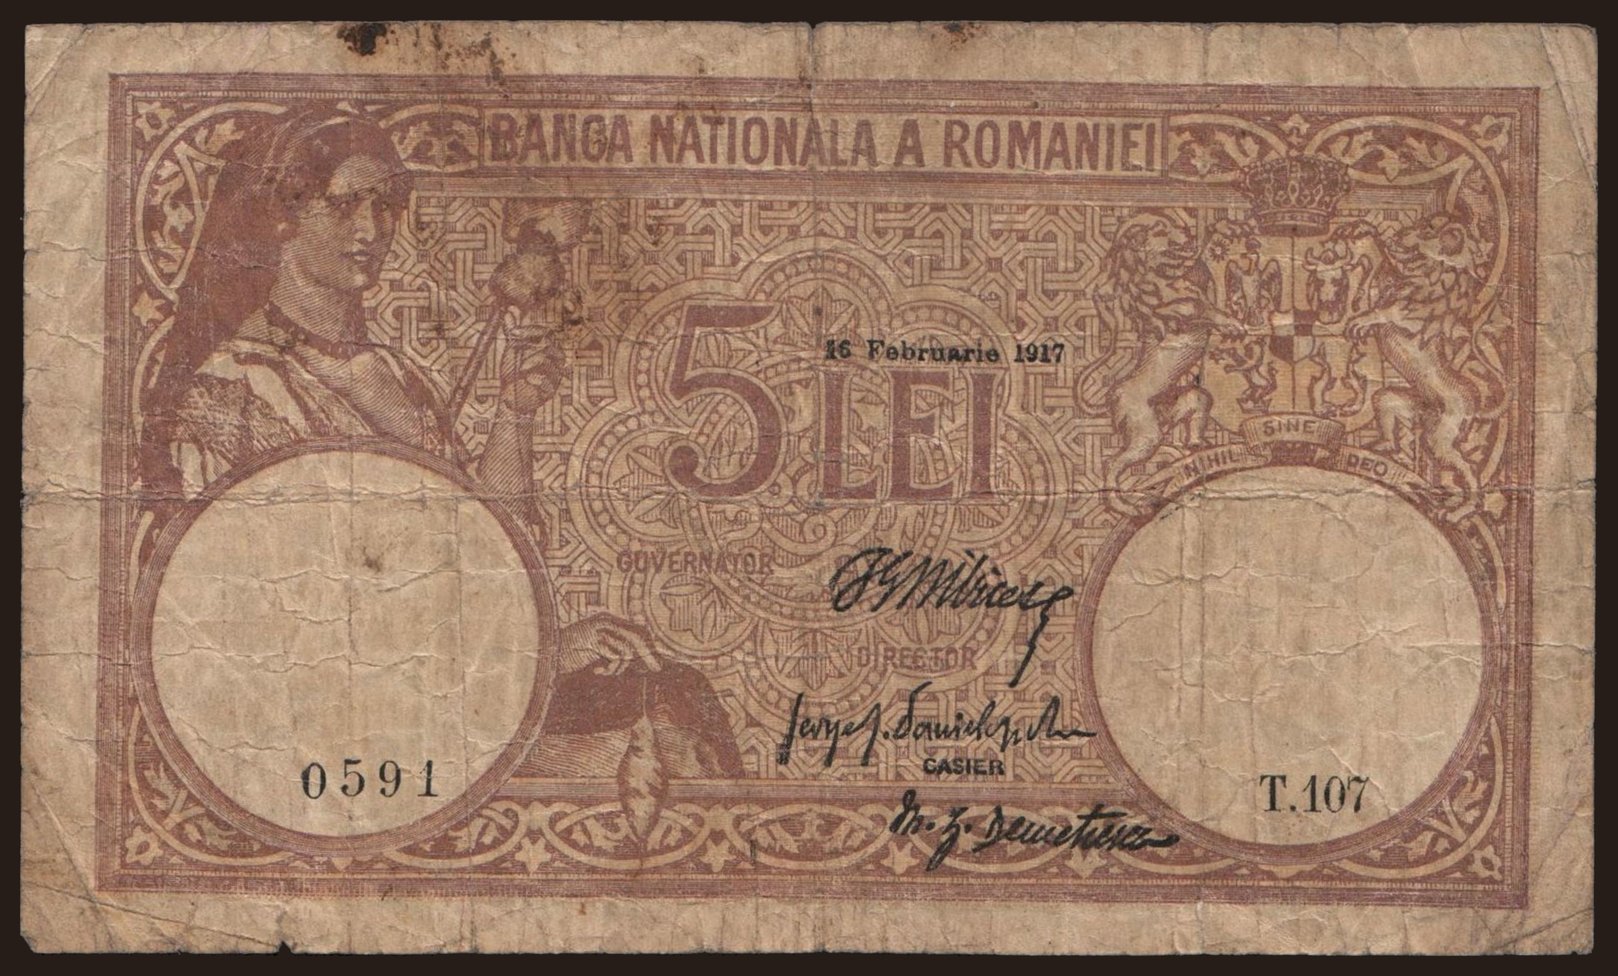 BANCA NATIONALA A ROMANIEI
16 Februarie 1917
5 LEI
NIHIL SINE DEO
GUVERNATOR
DIRECTOR
CASIER
0591
T.107